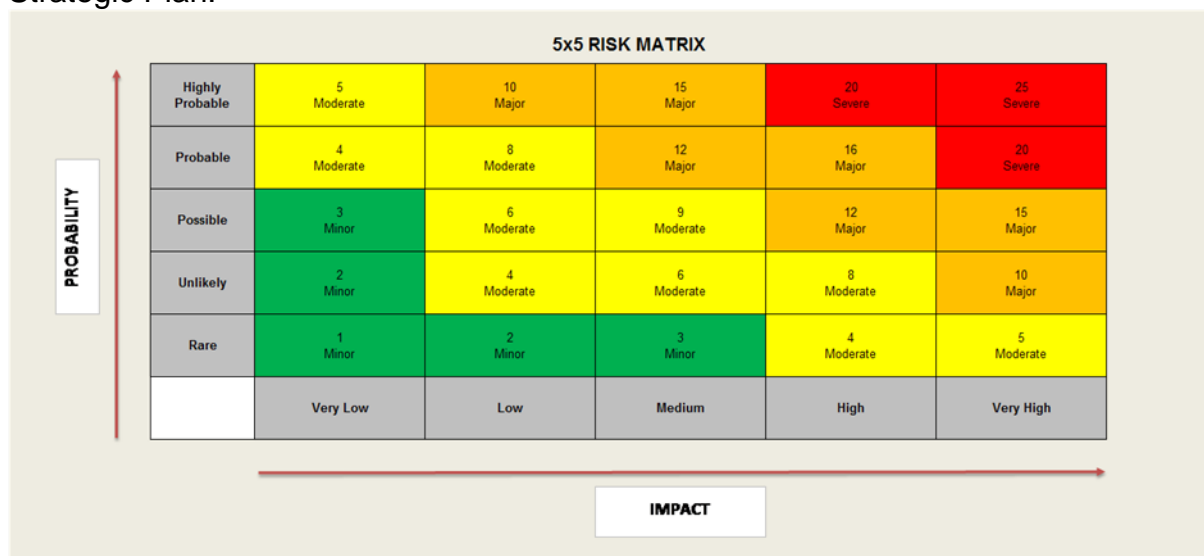 Strategic Plan.
5x5 RISK MATRIX
Highly
Probable
5
Moderate
10
Major
15
Major
20
Severe
25
Severe
Probable
4
Moderate
8
Moderate
12
Major
16
Major
20
Severe
PROBABILITY
Possible
3
Minor
6
Moderate
9
Moderate
12
Major
15
Major
Unlikely
2
Minor
4
Moderate
6
Moderate
8
Moderate
10
Major
Rare
1
Minor
2
Minor
3
Minor
4
Moderate
5
Moderate
Very Low
Low
Medium
High
Very High
IMPACT